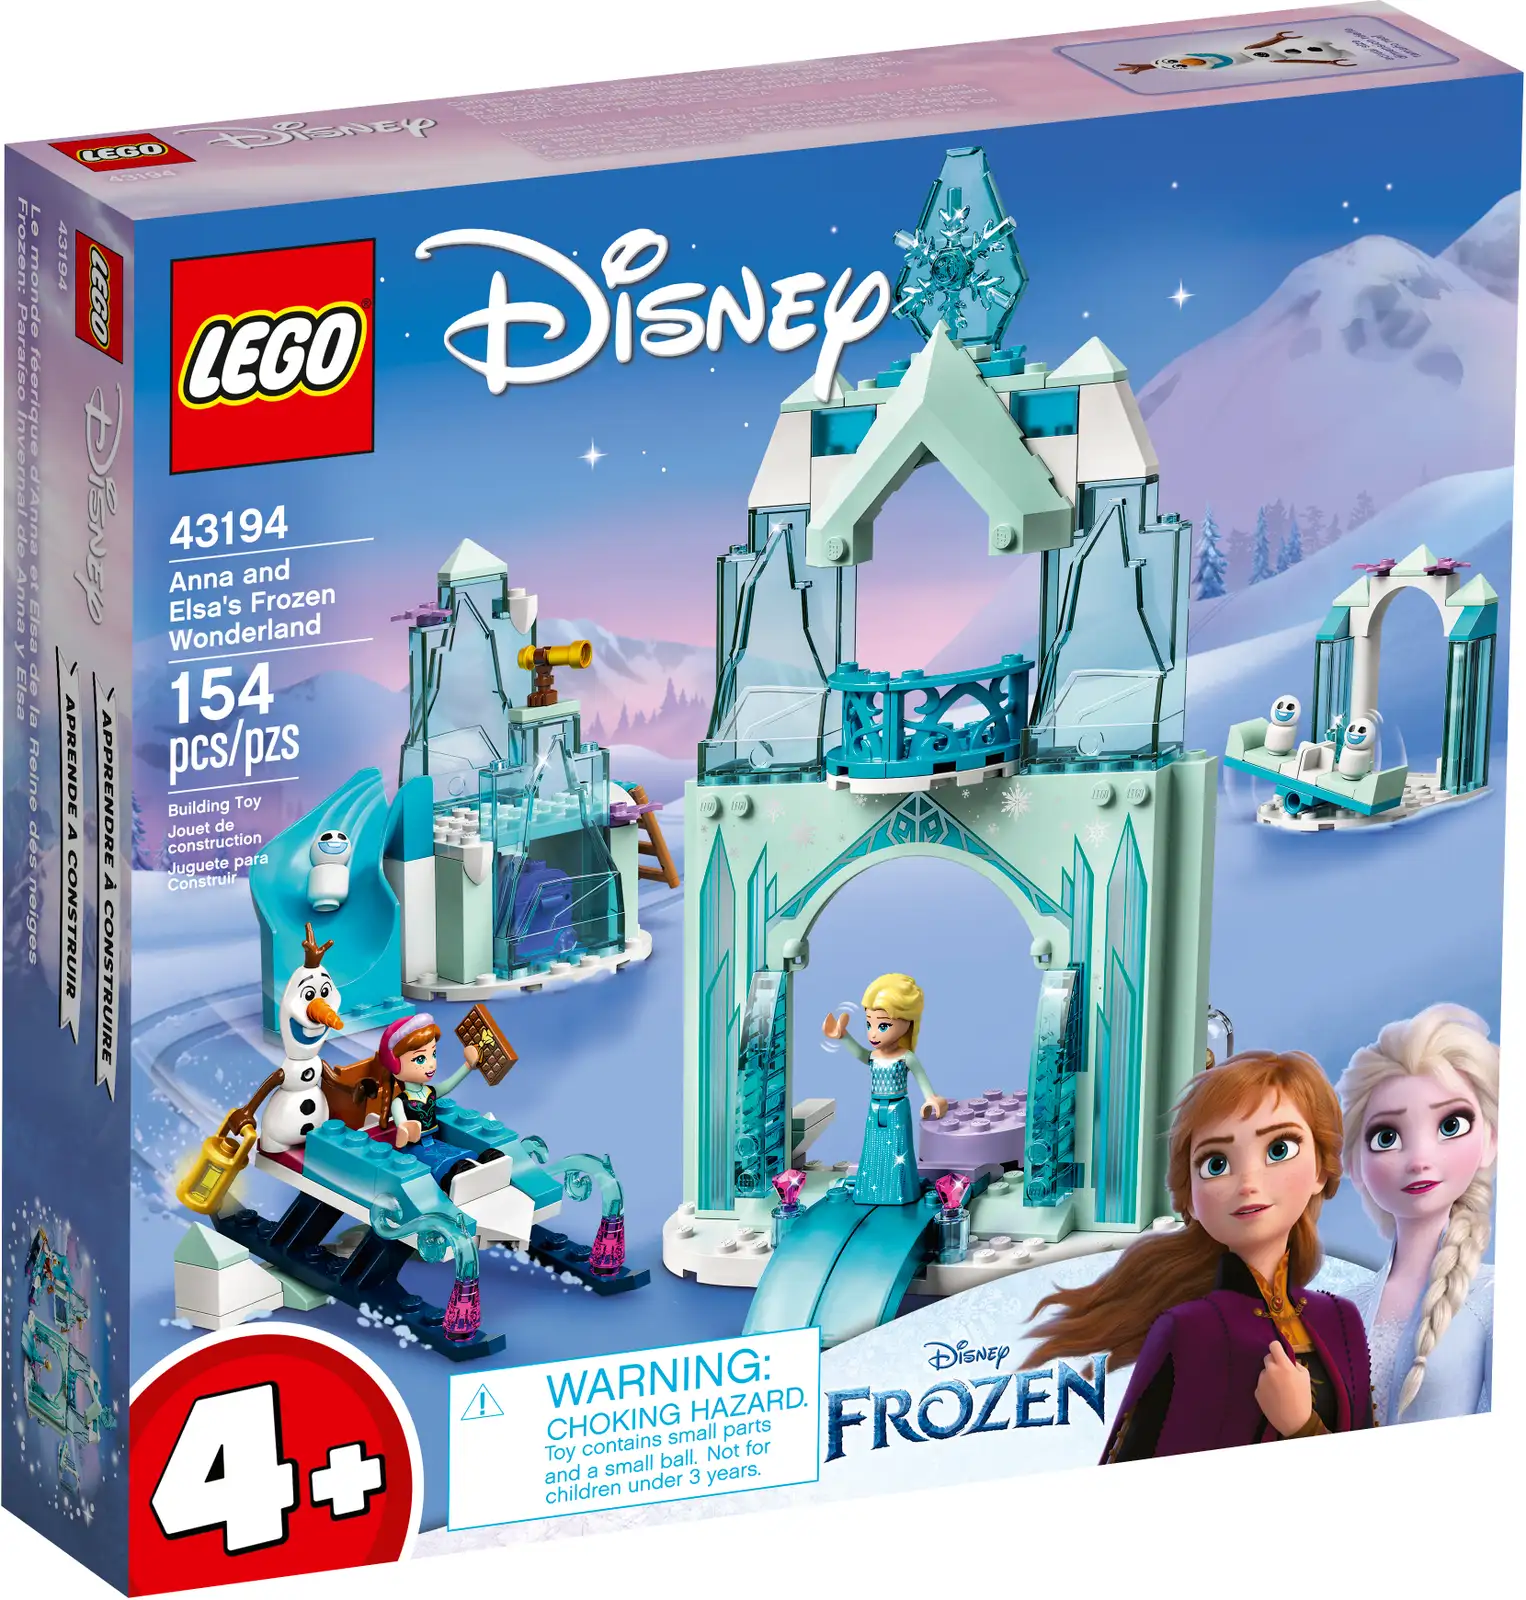 LEGO
43194
DISNEY
LEGO
43194
DISNEY
Le monde féerique d'Anna et Elsa de la Reine des neiges
Frozen: Paraíso Invernal de Anna y Elsa
APPRENDRE À CONSTRUIRE
APRENDE A CONSTRUIR
LEGO®
DISNEY
43194
Anna and
Elsa's Frozen
Wonderland
154
pcs/pzs
Building Toy
Jouet de
construction
Juguete para
Construir
4+
WARNING:
CHOKING HAZARD.
Toy contains small parts
and a small ball. Not for
children under 3 years.
DISNEY
FROZEN